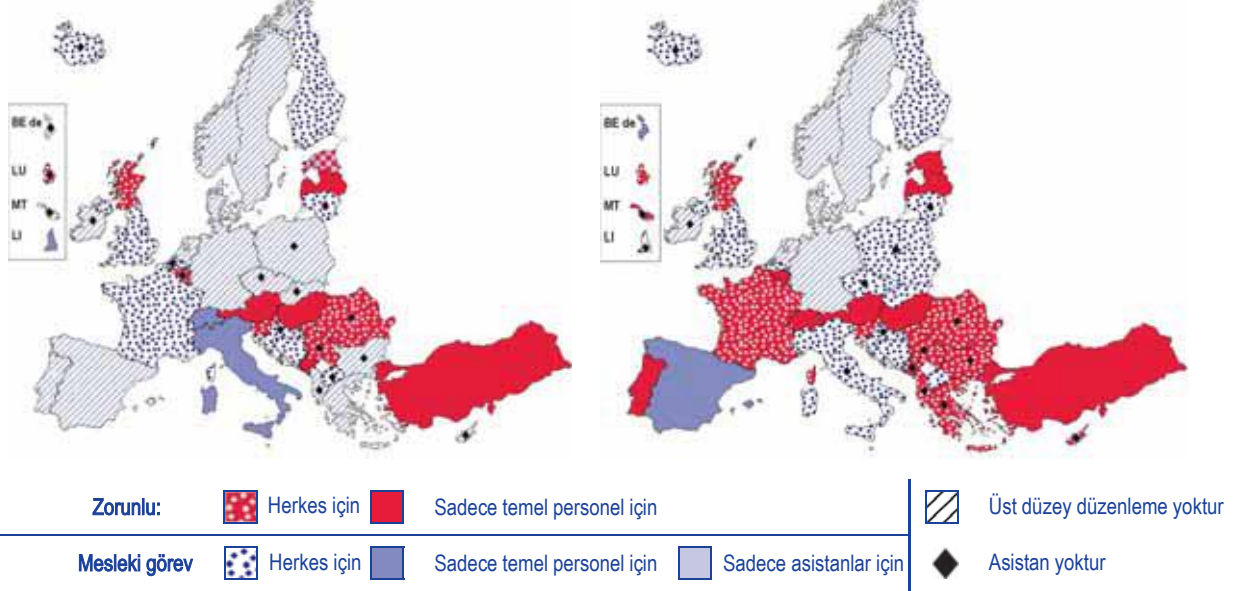 BE de
LU
MT
LI
BE de
LU
MT
LI
Zorunlu: Herkes için Sadece temel personel için
Mesleki görev Herkes için Sadece temel personel için Sadece asistanlar için
Üst düzey düzenleme yoktur
Asistan yoktur